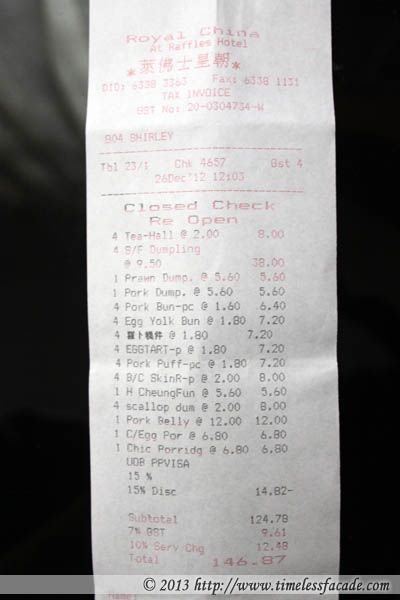 Royal China
At Raffles Hotel
*萊佛士皇朝*
DID: 6338 3363 Fax: 6338 1131
TAX INVOICE
GST No: 20-0304734-W
804 SHIRLEY
Tbl 23/1 Chk 4657 Gst 4
26Dec'12 12:03
Closed Check
Re Open
4 Tea-Hall @ 2.00 8.00
4 S/F Dumpling
@ 9.50 38.00
1 Prawn Dump. @ 5.60 5.60
1 Pork Dump. @ 5.60 5.60
4 Pork Bun-pc @ 1.60 6.40
4 Egg Yolk Bun @ 1.80 7.20
4 蘿卜糕件 @ 1.80 7.20
4 EGGTART-p @ 1.80 7.20
4 Pork Puff-pc @ 1.80 7.20
4 B/C SkinR-p @ 2.00 8.00
1 H CheungFun @ 5.60 5.60
4 scallop dum @ 2.00 8.00
1 Pork Belly @ 12.00 12.00
1 C/Egg Por @ 6.80 6.80
1 Chic Porridg @ 6.80 6.80
UOB PPVISA
15 %
15% Disc 14.82-
Subtotal 124.78
7% GST 9.61
10% Serv Chg 12.48
Total 146.87
Name:
© 2013 http://www.timelessfacade.com